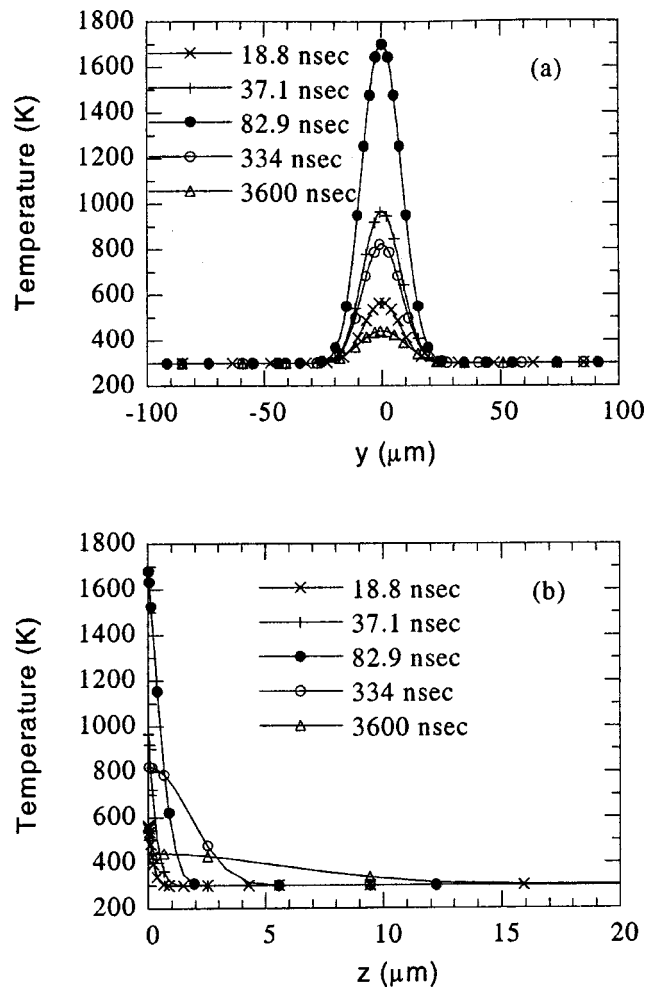 1800
1600
1400
1200
1000
800
600
400
200
Temperature (K)
18.8 nsec
37.1 nsec
82.9 nsec
334 nsec
3600 nsec
(a)
-100
-50
0
50
100
y (μm)
1800
1600
1400
1200
1000
800
600
400
200
Temperature (K)
18.8 nsec
37.1 nsec
82.9 nsec
334 nsec
3600 nsec
(b)
0
5
10
15
20
z (μm)